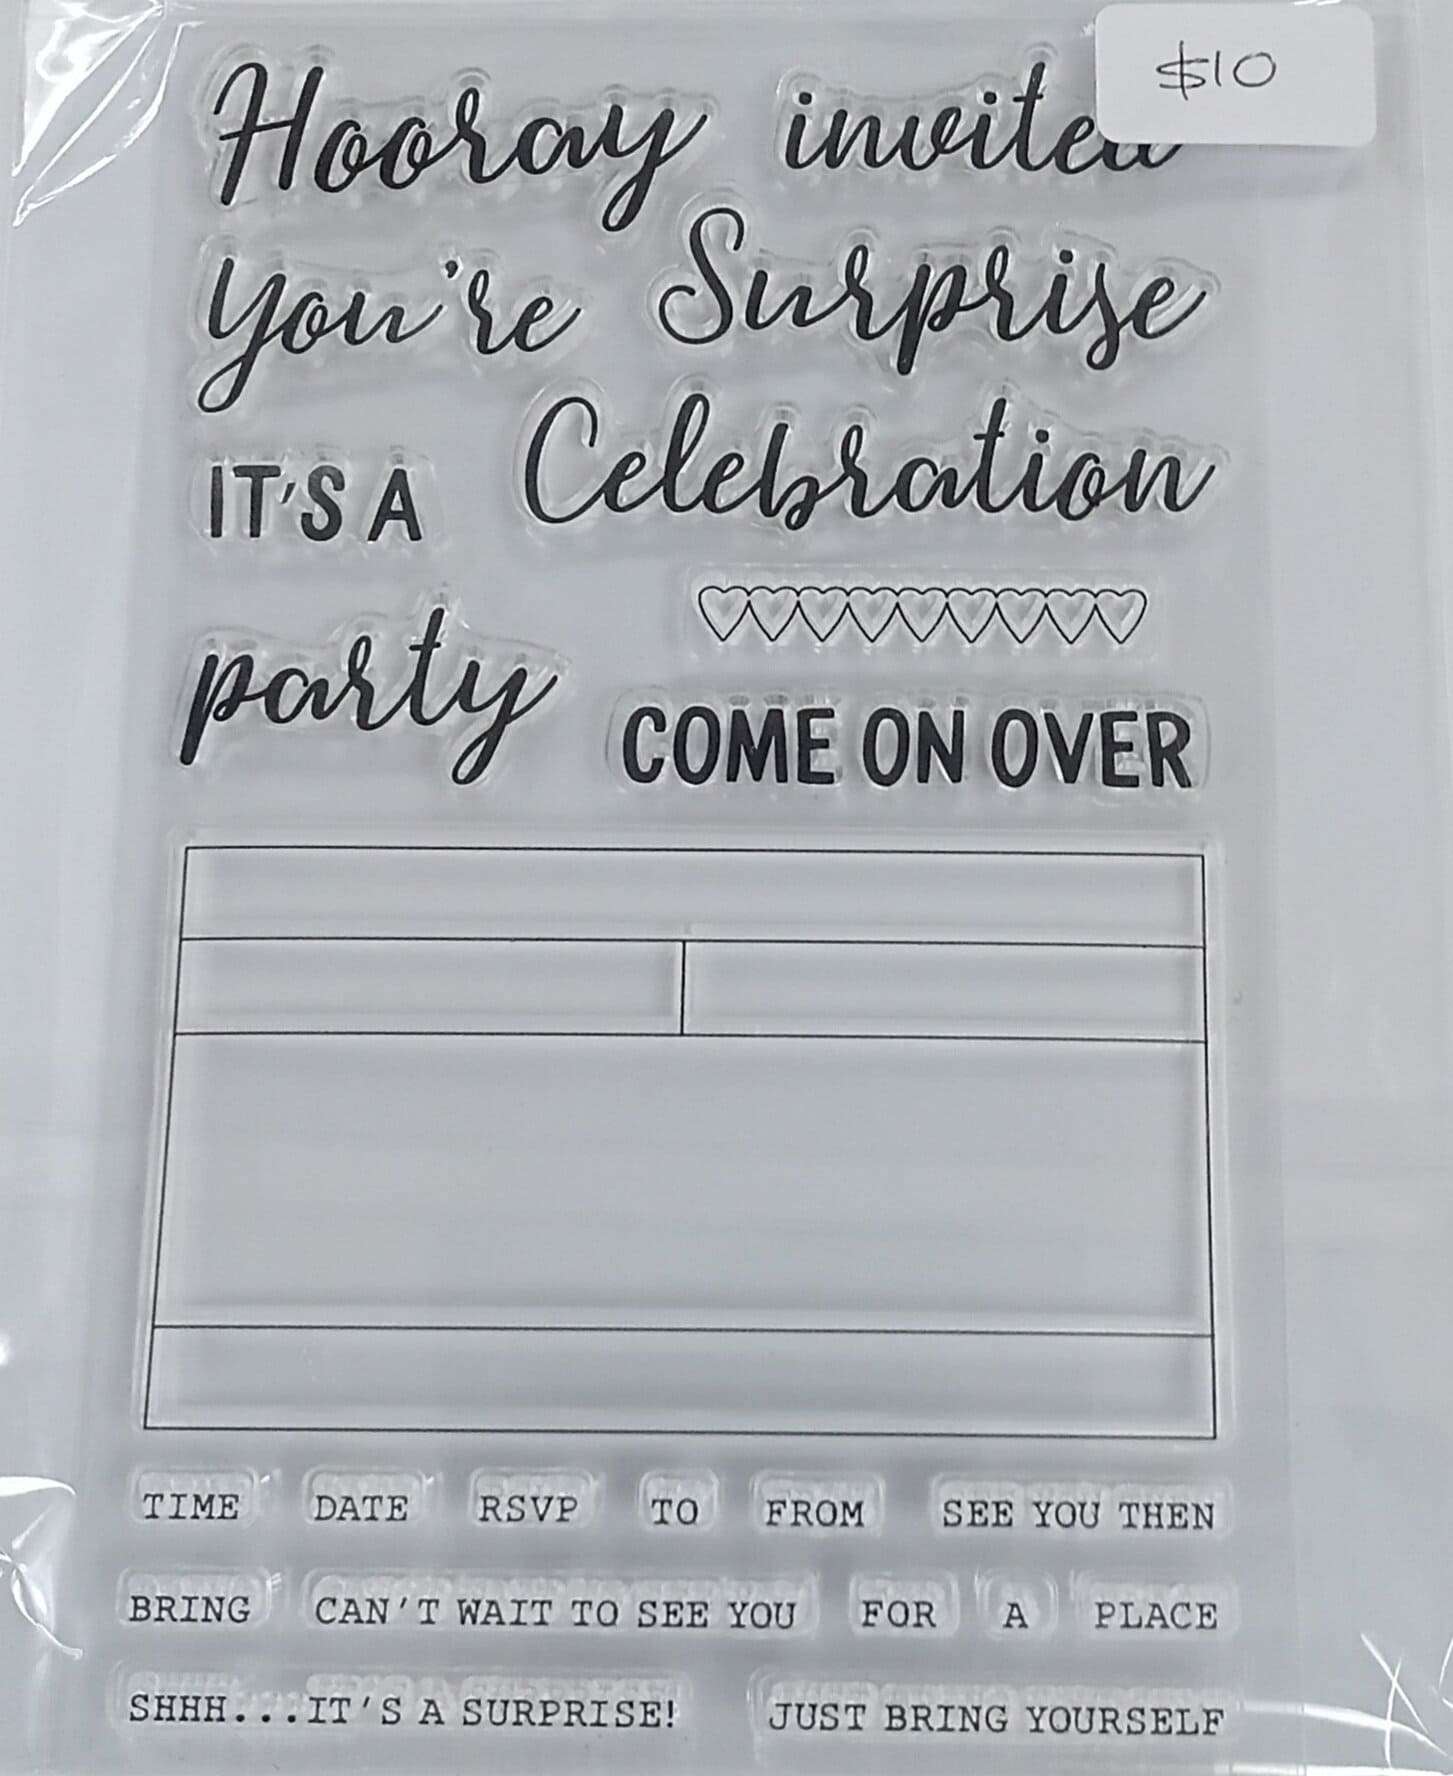 $10
Hooray invited
You're Surprise
IT'S A Celebration
party COME ON OVER
TIME DATE RSVP TO FROM SEE YOU THEN
BRING CAN'T WAIT TO SEE YOU FOR A PLACE
SHHH...IT'S A SURPRISE! JUST BRING YOURSELF